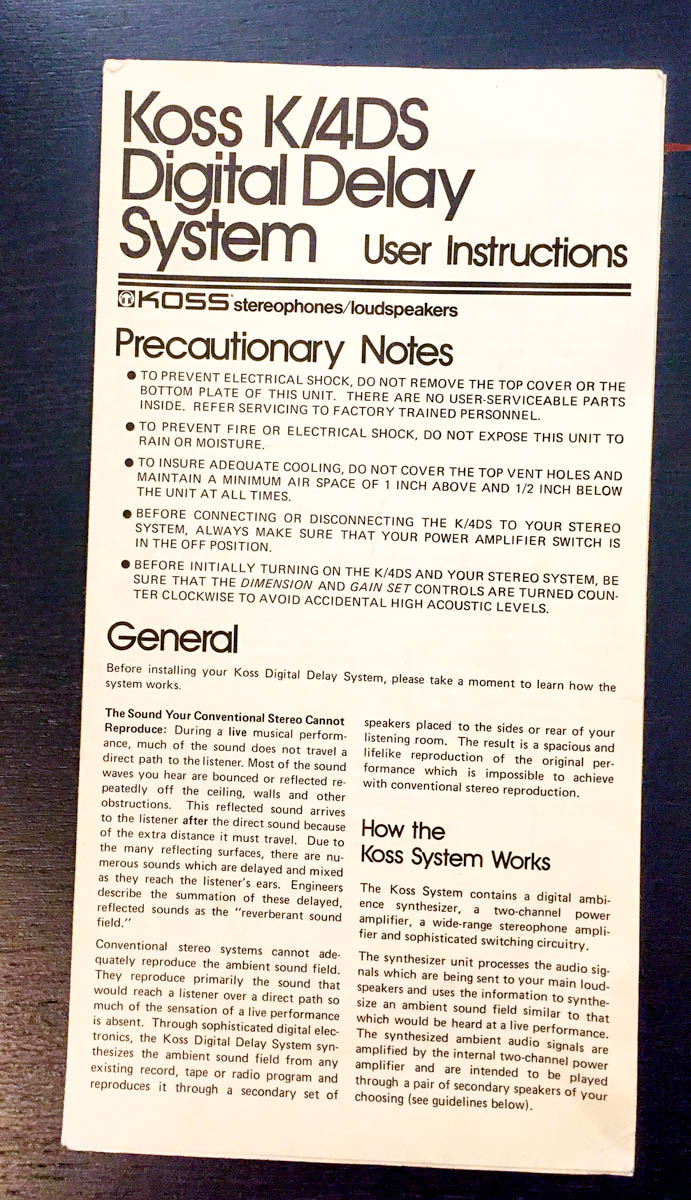 Koss K/4DS
Digital Delay
System User Instructions
KOSS® stereophones/loudspeakers
Precautionary Notes
● TO PREVENT ELECTRICAL SHOCK, DO NOT REMOVE THE TOP COVER OR THE
BOTTOM PLATE OF THIS UNIT. THERE ARE NO USER-SERVICEABLE PARTS
INSIDE. REFER SERVICING TO FACTORY TRAINED PERSONNEL.
● TO PREVENT FIRE OR ELECTRICAL SHOCK, DO NOT EXPOSE THIS UNIT TO
RAIN OR MOISTURE.
● TO INSURE ADEQUATE COOLING, DO NOT COVER THE TOP VENT HOLES AND
MAINTAIN A MINIMUM AIR SPACE OF 1 INCH ABOVE AND 1/2 INCH BELOW
THE UNIT AT ALL TIMES.
● BEFORE CONNECTING OR DISCONNECTING THE K/4DS TO YOUR STEREO
SYSTEM, ALWAYS MAKE SURE THAT YOUR POWER AMPLIFIER SWITCH IS
IN THE OFF POSITION.
● BEFORE INITIALLY TURNING ON THE K/4DS AND YOUR STEREO SYSTEM, BE
SURE THAT THE DIMENSION AND GAIN SET CONTROLS ARE TURNED COUN-
TER CLOCKWISE TO AVOID ACCIDENTAL HIGH ACOUSTIC LEVELS.
General
Before installing your Koss Digital Delay System, please take a moment to learn how the
system works.
The Sound Your Conventional Stereo Cannot
Reproduce: During a live musical perform-
ance, much of the sound does not travel a
direct path to the listener. Most of the sound
waves you hear are bounced or reflected re-
peatedly off the ceiling, walls and other
obstructions. This reflected sound arrives
to the listener after the direct sound because
of the extra distance it must travel. Due to
the many reflecting surfaces, there are nu-
merous sounds which are delayed and mixed
as they reach the listener's ears. Engineers
describe the summation of these delayed,
reflected sounds as the "reverberant sound
field."
Conventional stereo systems cannot ade-
quately reproduce the ambient sound field.
They reproduce primarily the sound that
would reach a listener over a direct path so
much of the sensation of a live performance
is absent. Through sophisticated digital elec-
tronics, the Koss Digital Delay System syn-
thesizes the ambient sound field from any
existing record, tape or radio program and
reproduces it through a secondary set of
speakers placed to the sides or rear of your
listening room. The result is a spacious and
lifelike reproduction of the original per-
formance which is impossible to achieve
with conventional stereo reproduction.
How the
Koss System Works
The Koss System contains a digital ambi-
ence synthesizer, a two-channel power
amplifier, a wide-range stereophone ampli-
fier and sophisticated switching circuitry.
The synthesizer unit processes the audio sig-
nals which are being sent to your main loud-
speakers and uses the information to synthe-
size an ambient sound field similar to that
which would be heard at a live performance.
The synthesized ambient audio signals are
amplified by the internal two-channel power
amplifier and are intended to be played
through a pair of secondary speakers of your
choosing (see guidelines below).